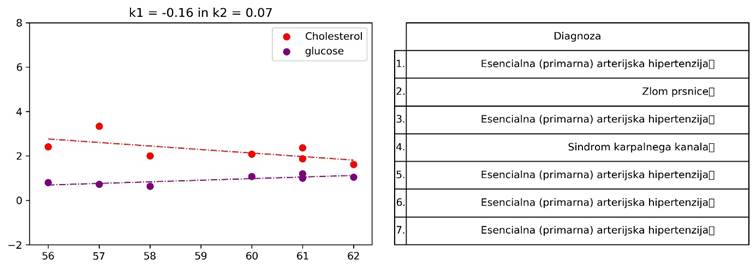 k1 = -0.16 in k2 = 0.07
Cholesterol
glucose
8
6
4
2
0
−2
56 57 58 59 60 61 62
Diagnoza
1. Esencialna (primarna) arterijska hipertenzija
2. Zlom prsnice
3. Esencialna (primarna) arterijska hipertenzija
4. Sindrom karpalnega kanala
5. Esencialna (primarna) arterijska hipertenzija
6. Esencialna (primarna) arterijska hipertenzija
7. Esencialna (primarna) arterijska hipertenzija